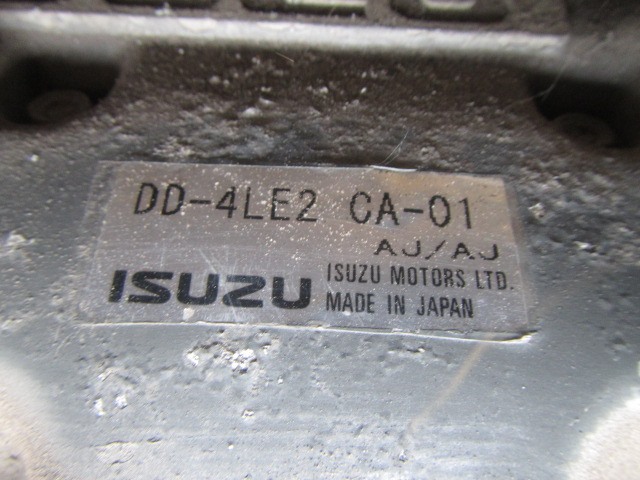 DD-4LE2 CA-01
AJ/AJ
ISUZU ISUZU MOTORS LTD.
MADE IN JAPAN